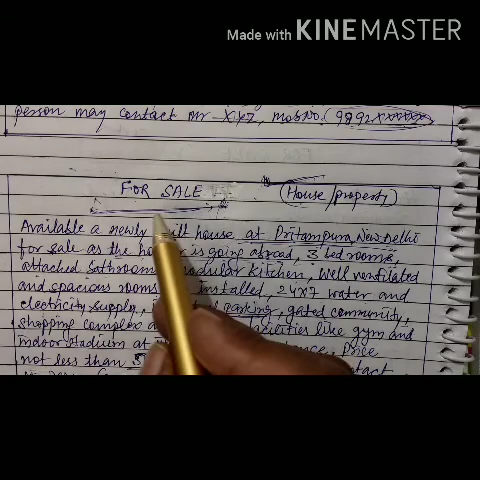 Made with KINEMASTER
person may contact mr XYZ, mob no. (9892xxxxxx
FOR SALE
(House/property)
Available a newly house at Pritampura, New Delhi
for sale as the is going abroad, 3 bedrooms,
attached kitchen, well ventilated
and spacious rooms installed, 24x7 water and
electricity supply, parking, gated community,
shopping complex facilities like gym and
indoor stadium at Price
not less than
contact